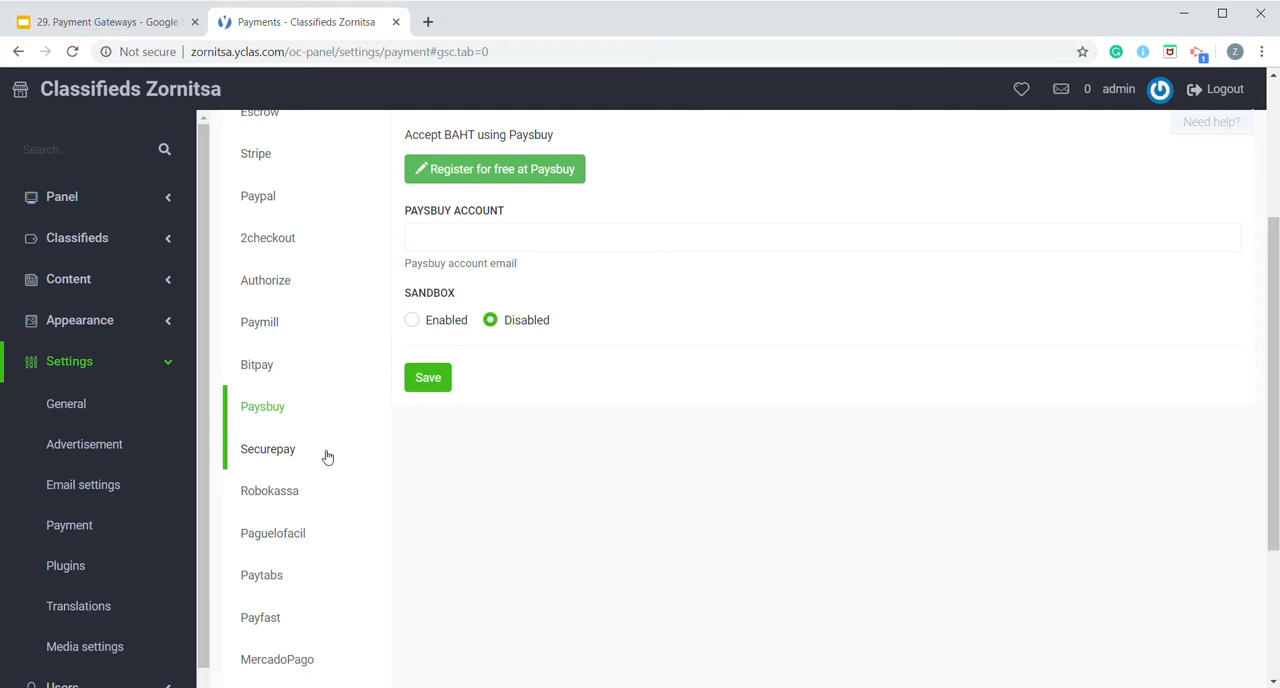 29. Payment Gateways - Google
Payments - Classifieds Zornitsa
Not secure | zornitsa.yclas.com/oc-panel/settings/payment#gsc.tab=0
Z
1
Classifieds Zornitsa
0
admin
Logout
Need help?
Search...
Panel
Classifieds
Content
Appearance
Settings
General
Advertisement
Email settings
Payment
Plugins
Translations
Media settings
Users
Escrow
Stripe
Paypal
2checkout
Authorize
Paymill
Bitpay
Paysbuy
Securepay
Robokassa
Paguelofacil
Paytabs
Payfast
MercadoPago
Accept BAHT using Paysbuy
Register for free at Paysbuy
PAYSBUY ACCOUNT
Paysbuy account email
SANDBOX
Enabled Disabled
Save